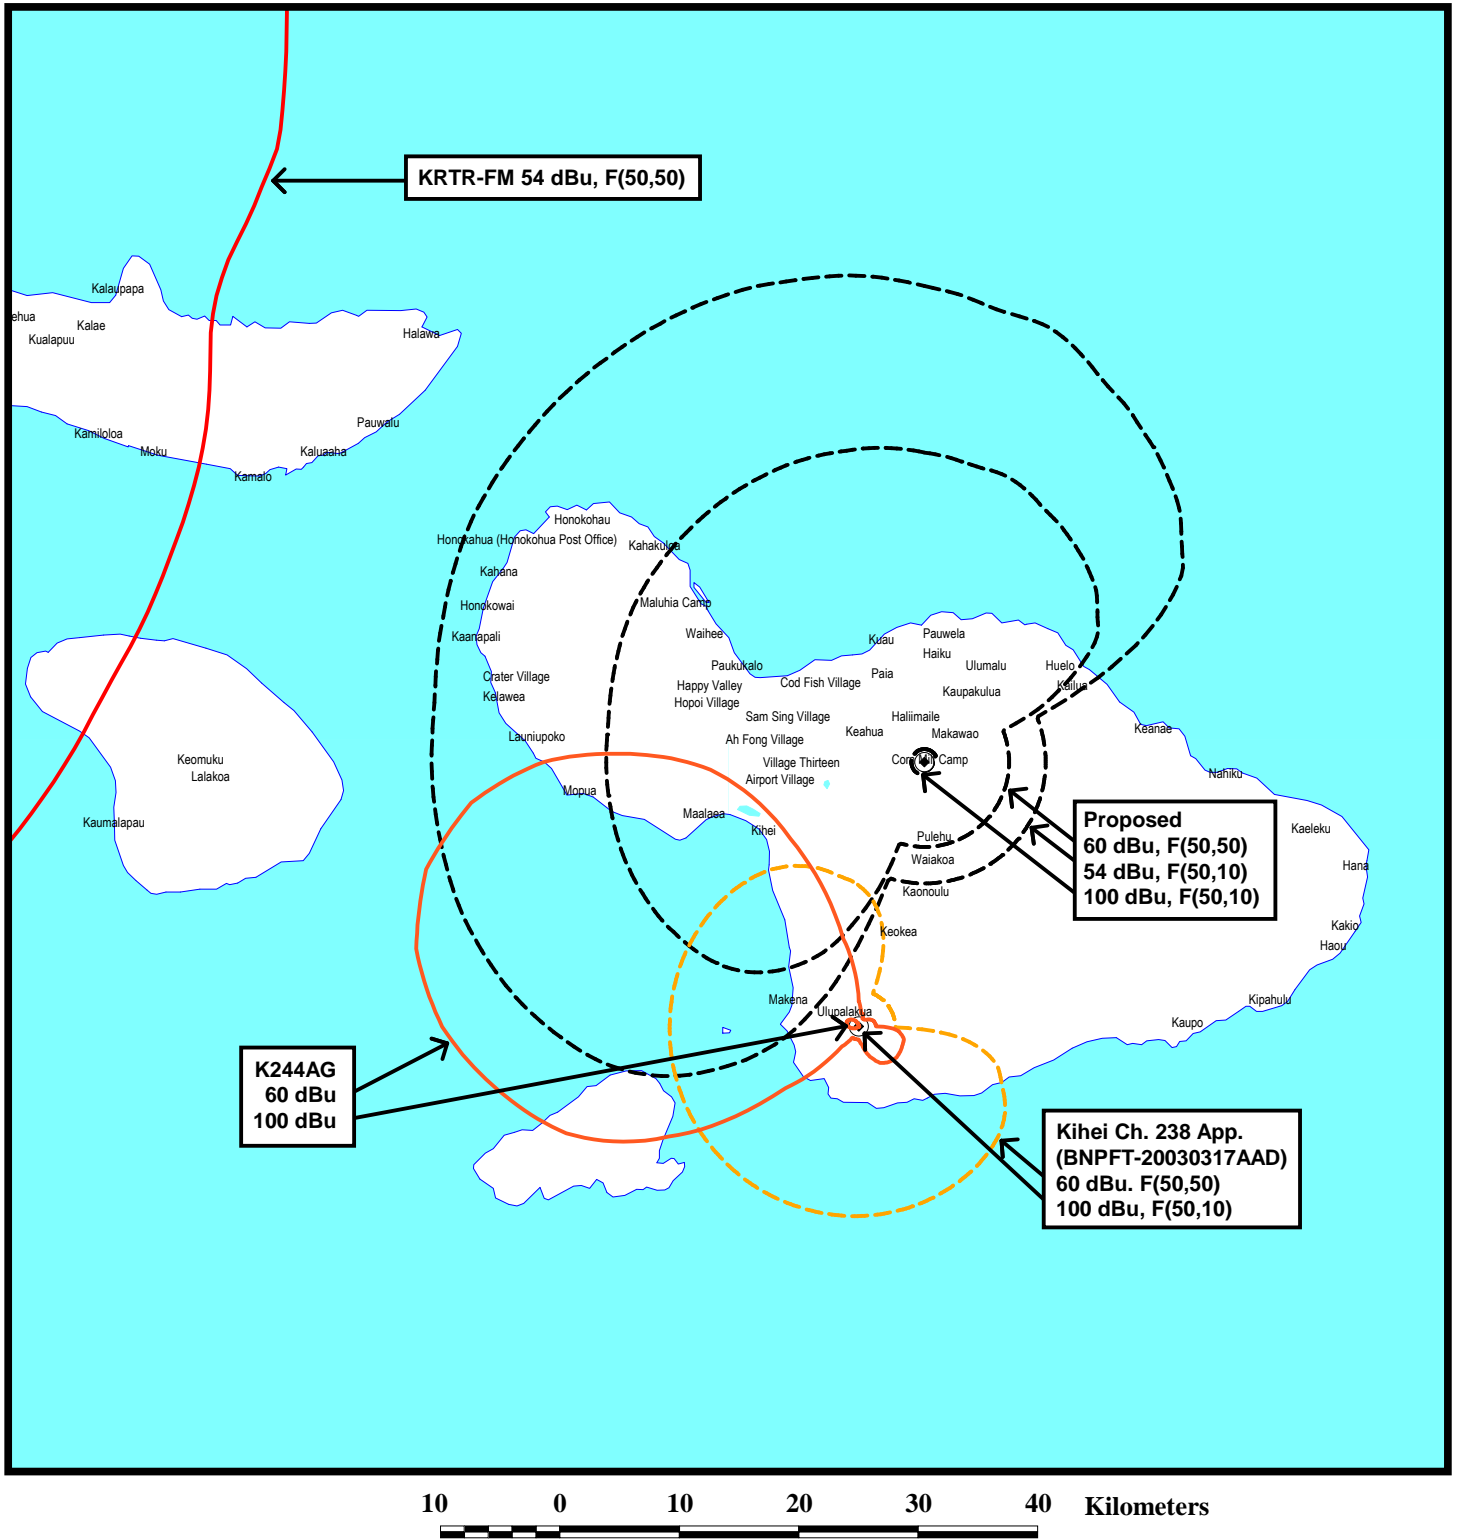 KRTR-FM 54 dBu, F(50,50)
Kalaupapa
ehua
Kalae
Kualapuu
Halawa
Pauwalu
Kamiloloa
Moku
Kaluaaha
Kamalo
Honokohau
Honokahua (Honokohua Post Office)
Kahakuloa
Kahana
Honokowai
Maluhia Camp
Kaanapali
Waihee
Kuau
Pauwela
Haiku
Paukukalo
Ulumalu
Huelo
Crater Village
Happy Valley
Cod Fish Village
Paia
Kailua
Kelawea
Hopoi Village
Kaupakulua
Sam Sing Village
Haliimaile
Launiupoko
Ah Fong Village
Keahua
Makawao
Keanae
Keomuku
Village Thirteen
Corn Mill Camp
Lalakoa
Airport Village
Nahiku
Mopua
Kaumalapau
Maalaea
Kihei
Pulehu
Kaeleku
Waiakoa
Hana
Kaonoulu
Keokea
Kakio
Haou
Makena
Ulupalakua
Kipahulu
Kaupo
Proposed
60 dBu, F(50,50)
54 dBu, F(50,10)
100 dBu, F(50,10)
K244AG
60 dBu
100 dBu
Kihei Ch. 238 App.
(BNPFT-20030317AAD)
60 dBu. F(50,50)
100 dBu, F(50,10)
10 0 10 20 30 40 Kilometers